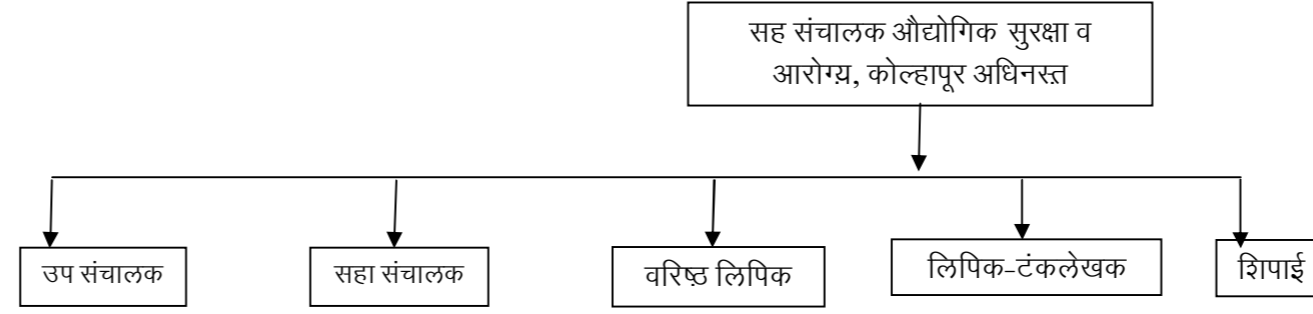 सह संचालक औद्योगिक सुरक्षा व
आरोग्य़, कोल्हापूर अधिनस्त़
उप संचालक
सहा संचालक
वरिष्ठ लिपिक
लिपिक-टंकलेखक
शिपाई